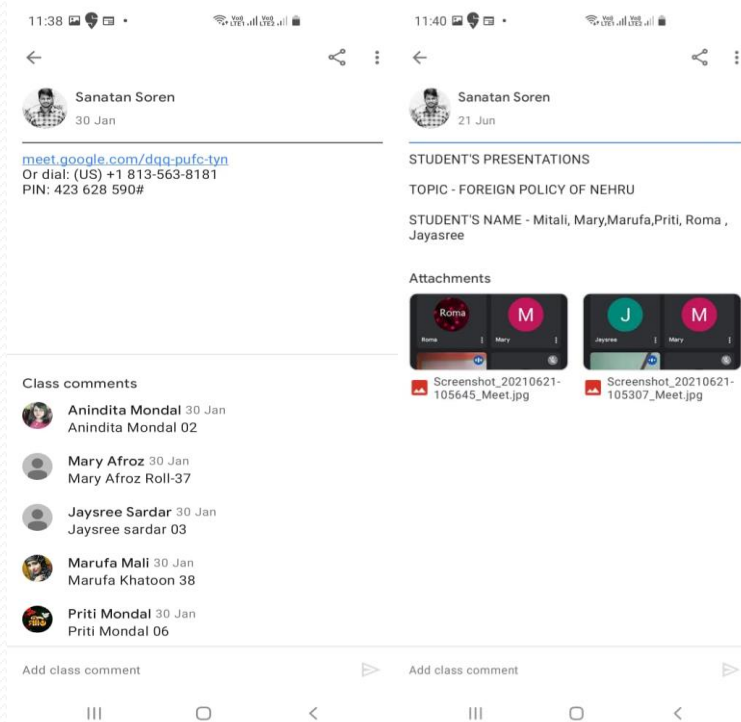 11:38
Sanatan Soren
30 Jan
meet.google.com/dqq-pufc-tyn
Or dial: (US) +1 813-563-8181
PIN: 423 628 590#
Class comments
Anindita Mondal 30 Jan
Anindita Mondal 02
Mary Afroz 30 Jan
Mary Afroz Roll-37
Jaysree Sardar 30 Jan
Jaysree sardar 03
Marufa Mali 30 Jan
Marufa Khatoon 38
Priti Mondal 30 Jan
Priti Mondal 06
Add class comment
11:40
Sanatan Soren
21 Jun
STUDENT'S PRESENTATIONS
TOPIC - FOREIGN POLICY OF NEHRU
STUDENT'S NAME - Mitali, Mary,Marufa,Priti, Roma ,
Jayasree
Attachments
Roma
M
Roma
Mary
J
M
Jaysree
Mary
Screenshot_20210621-
105645_Meet.jpg
Screenshot_20210621-
105307_Meet.jpg
Add class comment